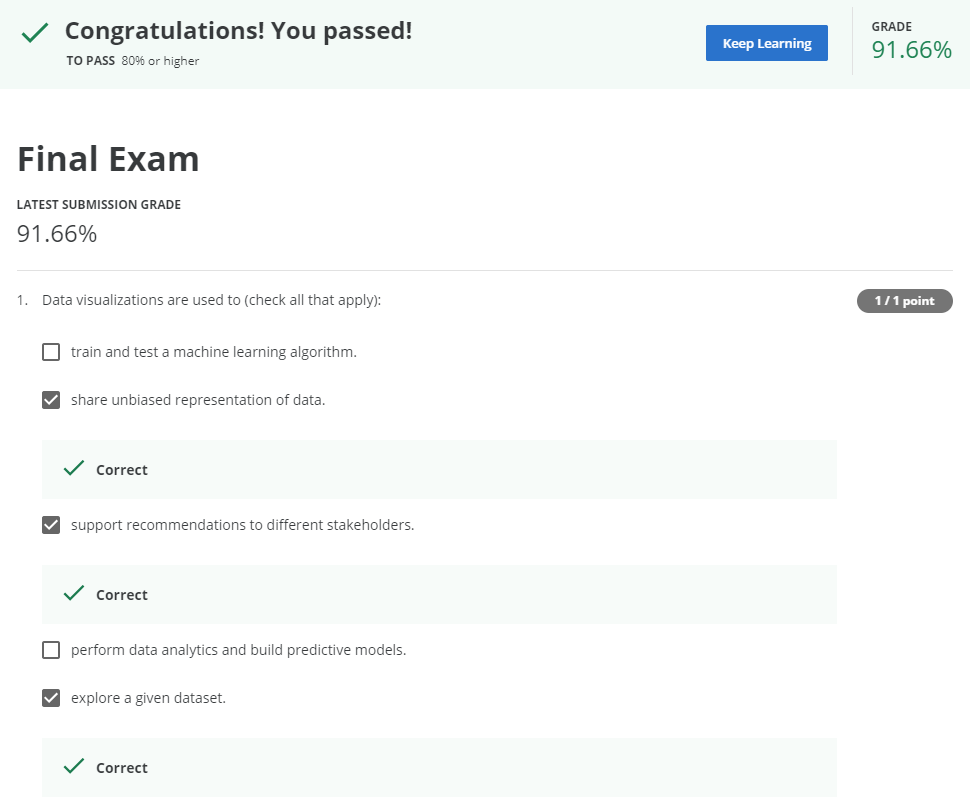 Congratulations! You passed!
TO PASS 80% or higher
Keep Learning
GRADE
91.66%
Final Exam
LATEST SUBMISSION GRADE
91.66%
1. Data visualizations are used to (check all that apply):
1 / 1 point
train and test a machine learning algorithm.
share unbiased representation of data.
Correct
support recommendations to different stakeholders.
Correct
perform data analytics and build predictive models.
explore a given dataset.
Correct